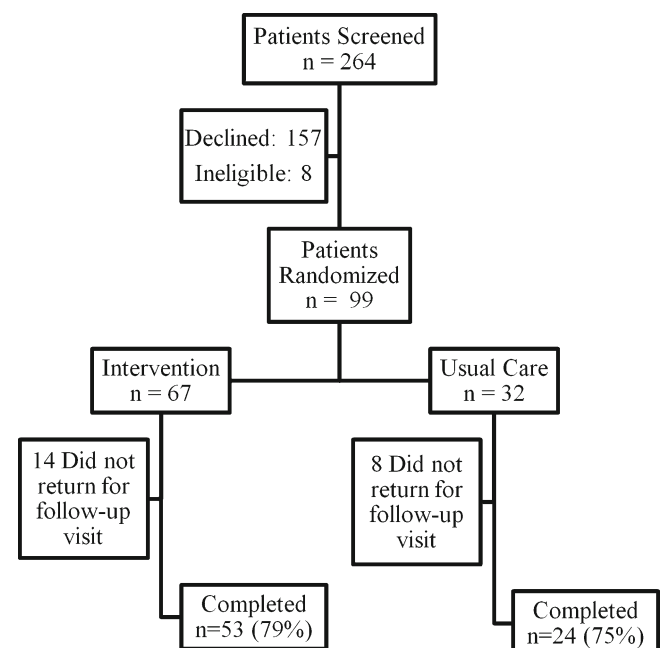 Patients Screened
n = 264
Declined: 157
Ineligible: 8
Patients
Randomized
n = 99
Intervention
n = 67
Usual Care
n = 32
14 Did not
return for
follow-up
visit
8 Did not
return for
follow-up
visit
Completed
n=53 (79%)
Completed
n=24 (75%)